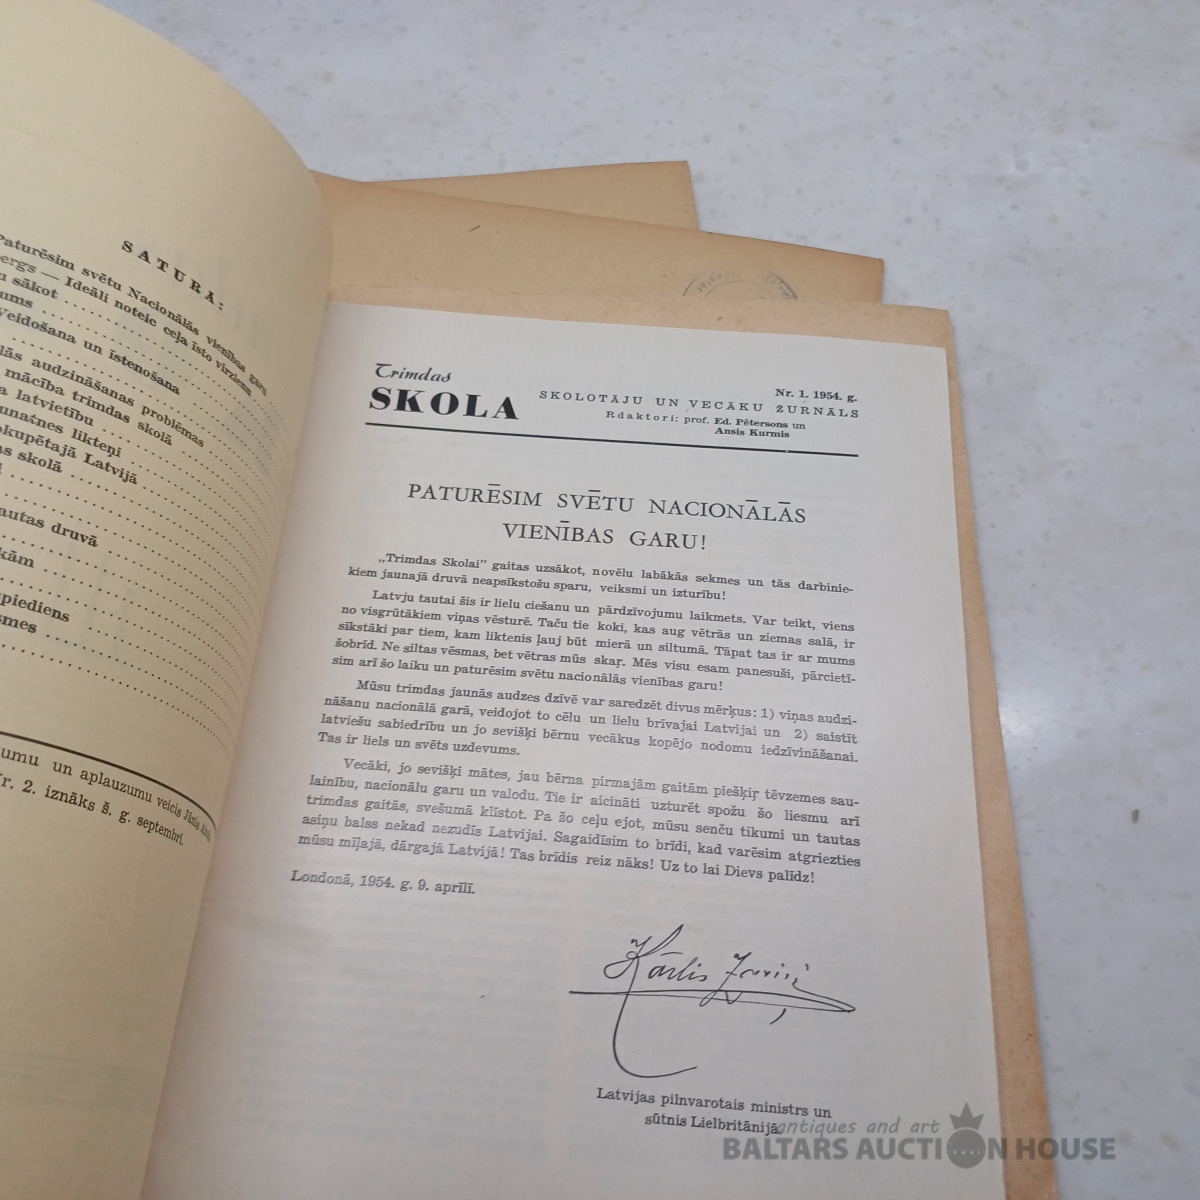 SATURA:
Paturēsim svētu Nacionālās vienības garu
ergs — Ideāli noteic ceļa īsto virzienu
sākot
ums
Veidošana un īstenošana
ās audzināšanas problēmas
mācība trimdas skolā
a latvietību
unatnes likteņi
okupētajā Latvijā
as skolā
autas druvā
kām
piediens
smes
umu un aplauzumu veicis Jānis
r. 2. iznāks š. g. septembrī.
Trimdas
SKOLA
SKOLOTĀJU UN VECĀKU ŽURNĀLS
Nr. 1. 1954. g.
Rdaktori: prof. Ed. Pētersons un
Ansis Kurmis
PATURĒSIM SVĒTU NACIONĀLĀS
VIENĪBAS GARU!
„Trimdas Skolai" gaitas uzsākot, novēlu labākās sekmes un tās darbinie-
kiem jaunajā druvā neapsīkstošu sparu, veiksmi un izturību!
Latvju tautai šis ir lielu ciešanu un pārdzīvojumu laikmets. Var teikt, viens
no visgrūtākiem viņas vēsturē. Taču tie koki, kas aug vētrās un ziemas salā, ir
sīkstāki par tiem, kam liktenis ļauj būt mierā un siltumā. Tāpat tas ir ar mums
šobrīd. Ne siltas vēsmas, bet vētras mūs skaŗ. Mēs visu esam panesuši, pārcietī-
sim arī šo laiku un paturēsim svētu nacionālās vienības garu!
Mūsu trimdas jaunās audzes dzīvē var saredzēt divus mērķus: 1) viņas audzi-
nāšanu nacionālā garā, veidojot to cēlu un lielu brīvajai Latvijai un 2) saistīt
latviešu sabiedrību un jo sevišķi bērnu vecākus kopējo nodomu iedzīvināšanai.
Tas ir liels un svēts uzdevums.
Vecāki, jo sevišķi mātes, jau bērna pirmajām gaitām piešķiŗ tēvzemes sau-
lainību, nacionālu garu un valodu. Tie ir aicināti uzturēt spožu šo liesmu arī
trimdas gaitās, svešumā klīstot. Pa šo ceļu ejot, mūsu senču tikumi un tautas
asiņu balss nekad nezudīs Latvijai. Sagaidīsim to brīdi, kad varēsim atgriezties
mūsu mīļajā, dārgajā Latvijā! Tas brīdis reiz nāks! Uz to lai Dievs palīdz!
Londonā, 1954. g. 9. aprīlī.
Kārlis Zariņš
Latvijas pilnvarotais ministrs un
sūtnis Lielbritānijā.
antiques and art
BALTARS AUCTION HOUSE